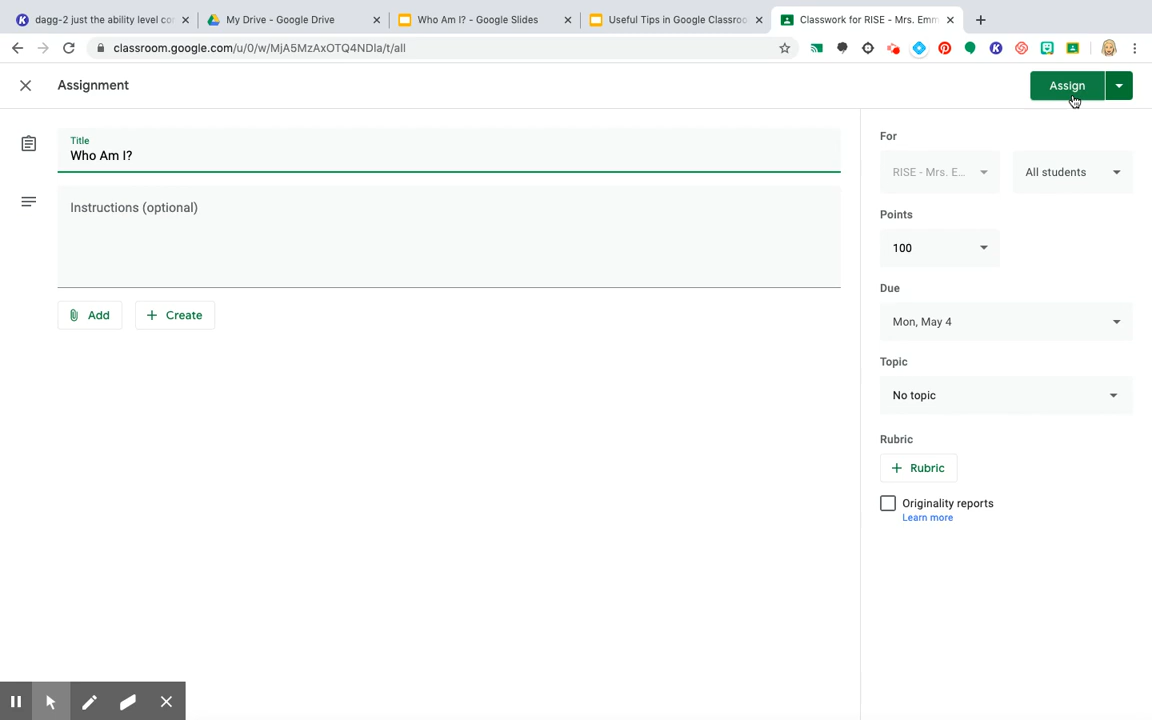 dagg-2 just the ability level co
My Drive - Google Drive
Who Am I? - Google Slides
Useful Tips in Google Classroo
Classwork for RISE - Mrs. Emm
classroom.google.com/u/0/w/MjA5MzAxOTQ4NDIa/t/all
Assignment
Assign
Title
Who Am I?
Instructions (optional)
Add
Create
For
RISE - Mrs. E...
All students
Points
100
Due
Mon, May 4
Topic
No topic
Rubric
+ Rubric
Originality reports
Learn more